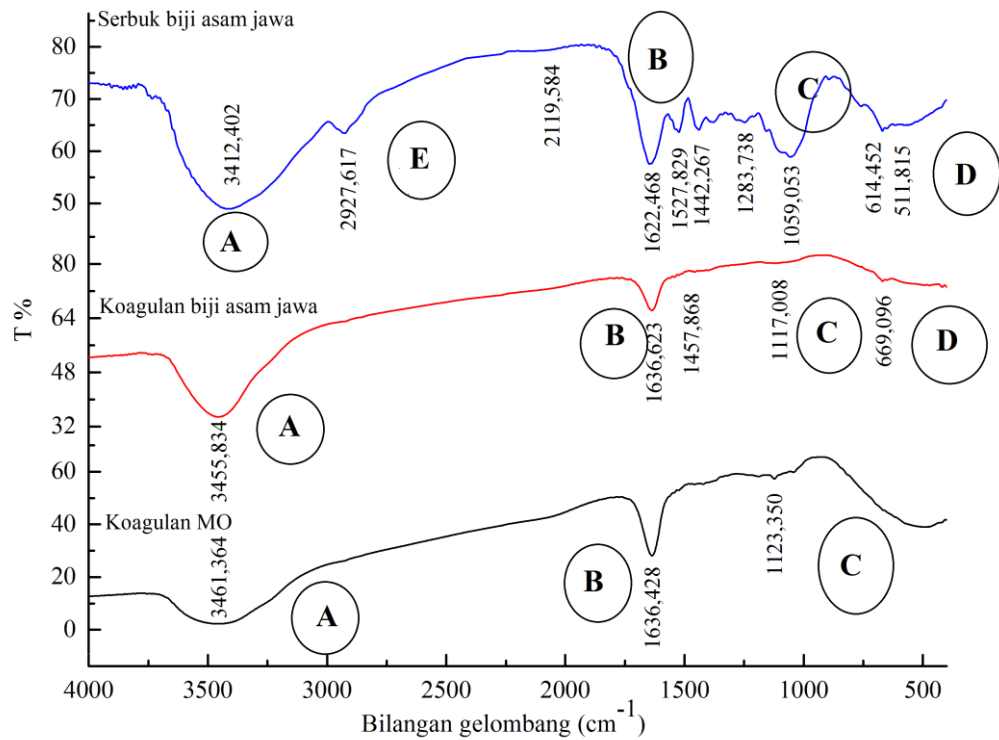 Serbuk biji asam jawa
80
70
60
50
3412,402
A
E
2927,617
2119,584
B
1622,468
1527,829
1442,267
1283,738
C
1059,053
614,452
511,815
D
Koagulan biji asam jawa
80
64
48
32
3455,834
A
B
1636,623
1457,868
1117,008
C
669,096
D
Koagulan MO
60
40
20
0
3461,364
A
B
1636,428
1123,350
C
T %
4000 3500 3000 2500 2000 1500 1000 500
Bilangan gelombang (cm-1)